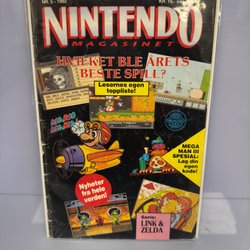 NR. 5 - 1992
NINTENDO
MAGASINET
HVILKET BLE ÅRETS
BESTE SPILL?
Lesernes egen
toppliste!
MEGA
MAN III
SPESIAL:
Lag din
egen
kode!
Nyheter
fra hele
verden!
Serie:
LINK &
ZELDA